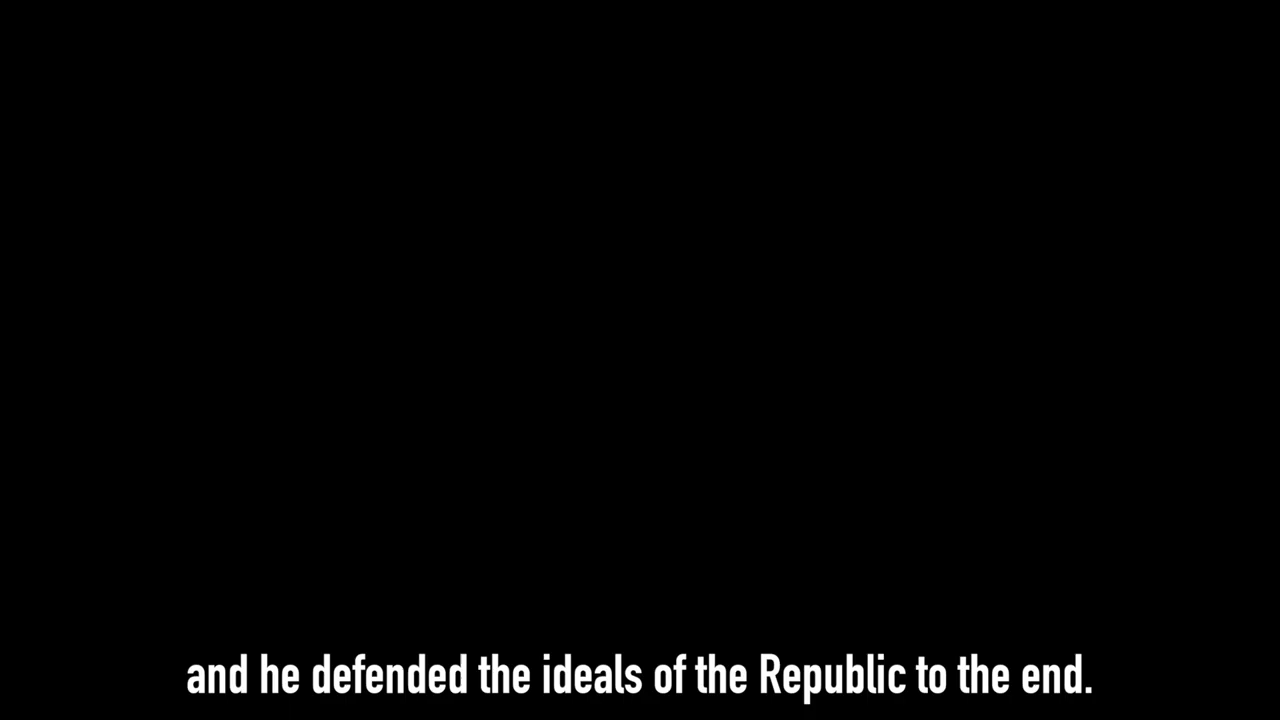 and he defended the ideals of the Republic to the end.